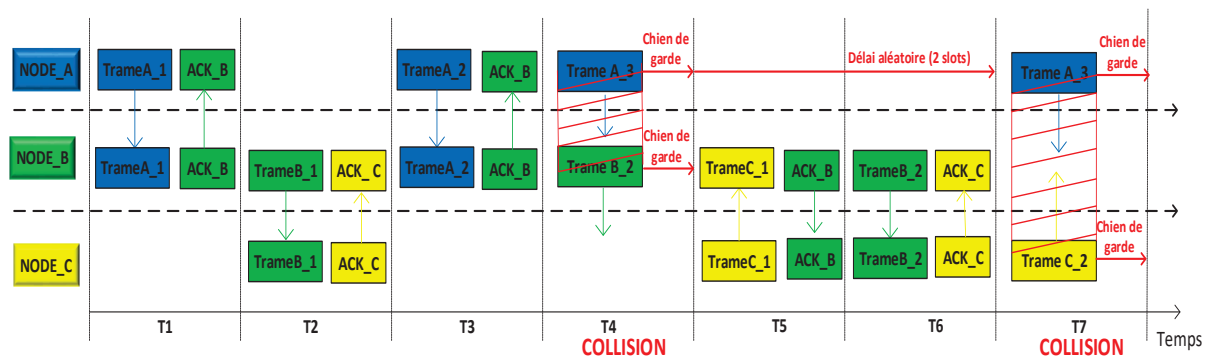 NODE_A
TrameA_1
ACK_B
TrameA_2
ACK_B
Trame A_3
Chien de
garde
Délai aléatoire (2 slots)
Trame A_3
Chien de
garde
NODE_B
TrameA_1
ACK_B
TrameB_1
ACK_C
TrameA_2
ACK_B
Trame B_2
Chien de
garde
TrameC_1
ACK_B
TrameB_2
ACK_C
NODE_C
TrameB_1
ACK_C
TrameC_1
ACK_B
TrameB_2
ACK_C
Trame C_2
Chien de
garde
T1
T2
T3
T4
T5
T6
T7
Temps
COLLISION
COLLISION